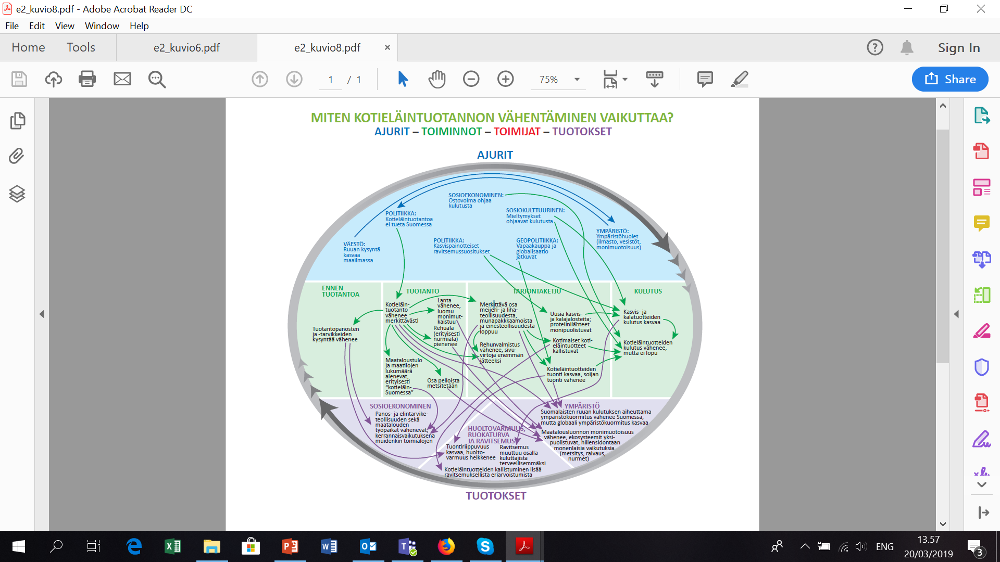 e2_kuvio8.pdf - Adobe Acrobat Reader DC
File Edit View Window Help
Home Tools e2_kuvio6.pdf e2_kuvio8.pdf × ? Sign In
1 / 1 75% Share
MITEN KOTIELÄINTUOTANNON VÄHENTÄMINEN VAIKUTTAA?
AJURIT – TOIMINNOT – TOIMIJAT – TUOTOKSET
AJURIT
SOSIOEKONOMINEN:
Ostovoima ohjaa
kulutusta
POLITIIKKA:
Kotieläintuotantoa
ei tueta Suomessa
SOSIOKULTTUURINEN:
Mieltymykset
ohjaavat kulutusta
YMPÄRISTÖ:
Ympäristöhuolet
(ilmasto, vesistöt,
monimuotoisuus)
VÄESTÖ:
Ruuan kysyntä
kasvaa
maailmassa
POLITIIKKA:
Kasvispainotteiset
ravitsemussuositukset
GEOPOLITIIKKA:
Vapaakauppa ja
globalisaatio
jatkuvat
ENNEN
TUOTANTOA
Tuotantopanosten
ja -tarvikkeiden
kysyntää vähenee
TUOTANTO
Kotieläin-
tuotanto
vähenee
merkittävästi
Lanta
vähenee,
luomu
monimut-
kaistuu
Rehuala
(erityisesti
nurmiala)
pienenee
Maataloustulo
ja maatilojen
lukumäärä
alenevat,
erityisesti
“kotieläin-
Suomessa”
Osa pelloista
metsitetään
TARJONTAKETJU
Merkittävä osa
meijeri- ja liha-
teollisuudesta,
munapakkkaamoista
ja einesteollisuudesta
loppuu
Rehunvalmistus
vähenee, sivu-
virtoja enemmän
jätteeksi
Uusia kasvis-
ja kalajalosteita;
proteiinilähteet
monipuolistuvat
Kotimaiset koti-
eläintuotteet
kallistuvat
Kotieläintuotteiden
tuonti kasvaa, soijan
tuonti vähenee
KULUTUS
Kasvis- ja
kalatuotteiden
kulutus kasvaa
Kotieläintuotteiden
kulutus vähenee,
mutta ei lopu
SOSIOEKONOMINEN
Panos- ja elintarvike-
teollisuuden sekä
maatalouden
työpaikat vähenevät;
kerrannaisvaikutuksena
muidenkin toimialojen
HUOLTOVARMUUS,
RUOKATURVA
JA RAVITSEMUS
Tuontiriippuvuus
kasvaa, huolto-
varmuus heikkenee
Ravitsemus
muuttuu osalla
kuluttajista
terveellisemmäksi
Kotieläintuotteiden kallistuminen lisää
ravitsemuksellista eriarvoistumista
YMPÄRISTÖ
Suomalaisten ruuan kulutuksen aiheuttama
ympäristökuormitus vähenee Suomessa,
mutta globaali ympäristökuormitus kasvaa
Maatalousluonnon monimuotoisuus
vähenee, ekosysteemit yksi-
puolistuvat; hiilensidontaan
monenlaisia vaikutuksia
(metsitys, raivaus,
nurmet)
TUOTOKSET
ENG
13.57
20/03/2019
3